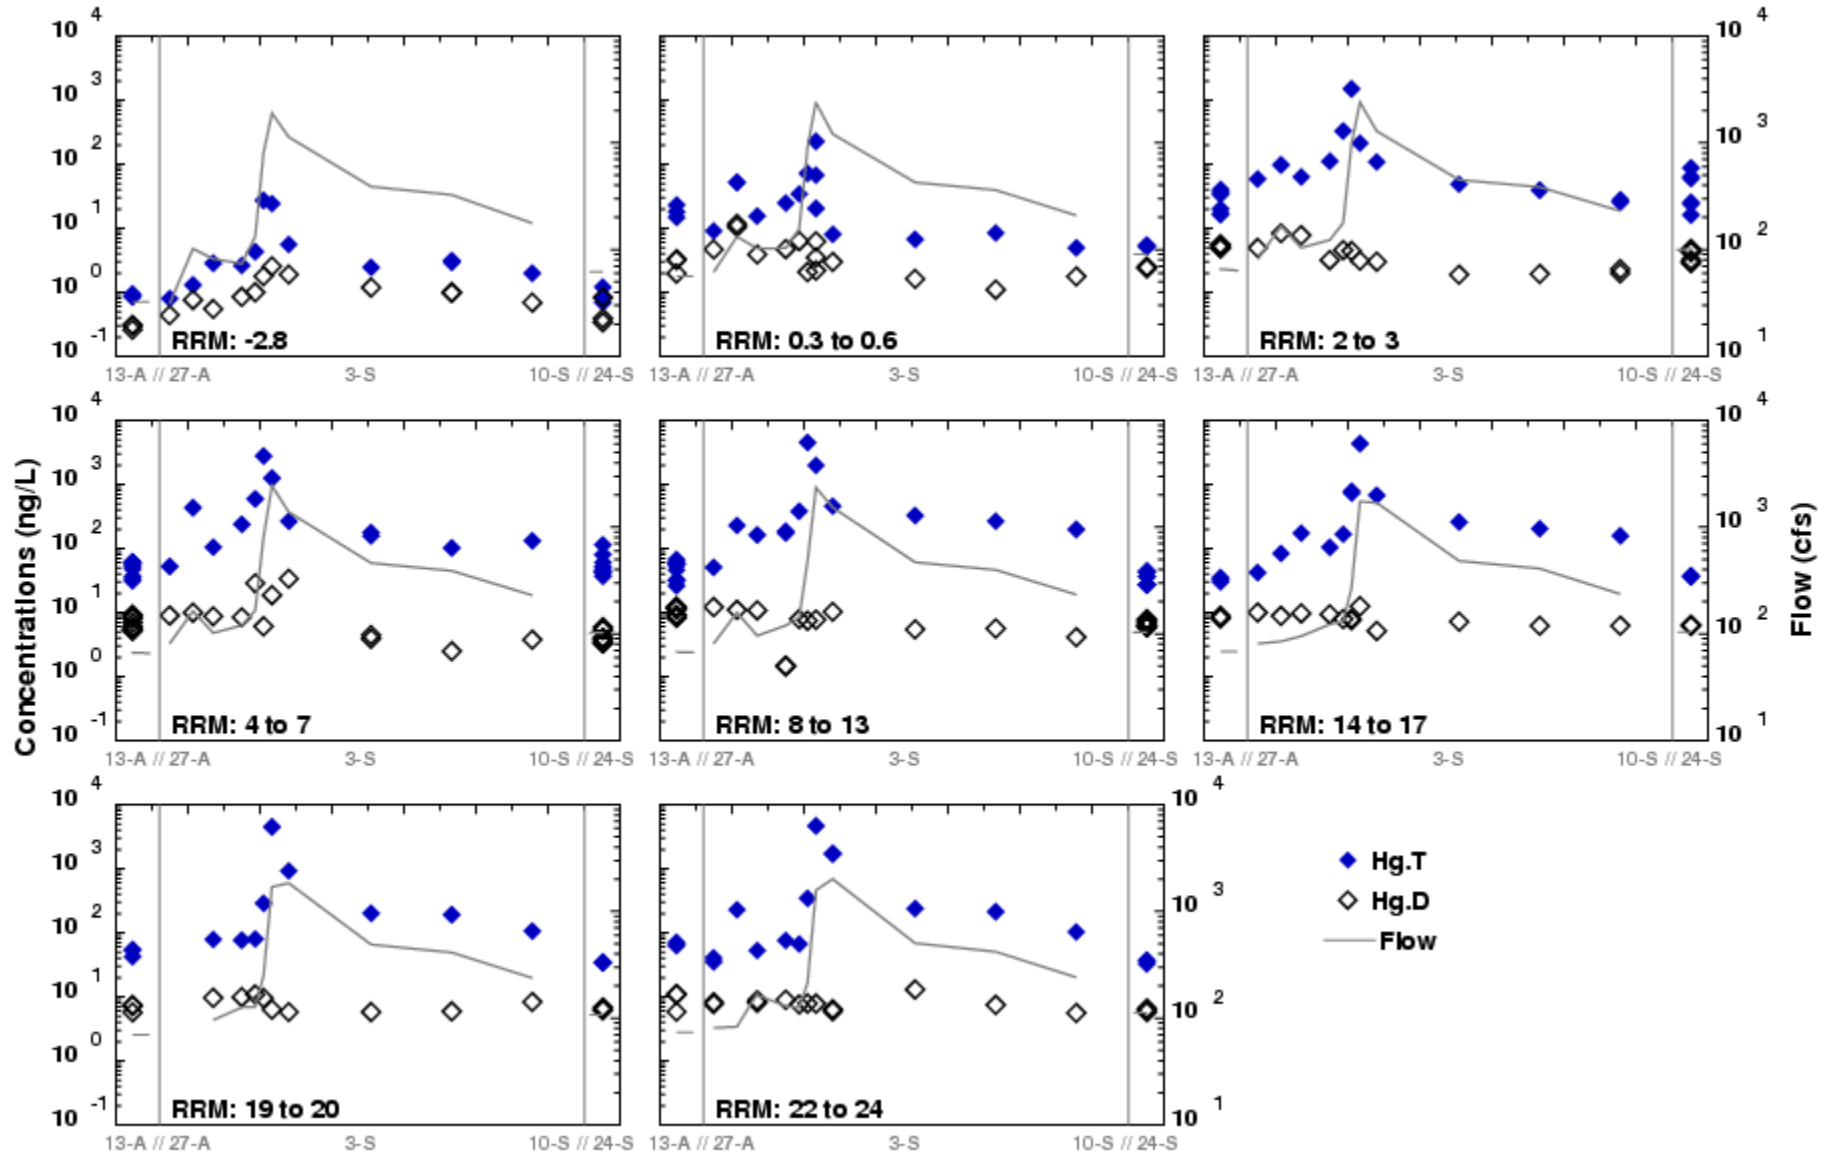 10 4
10 3
10 2
10 1
10 0
10 -1
RRM: -2.8
13-A // 27-A 3-S 10-S // 24-S
RRM: 0.3 to 0.6
13-A // 27-A 3-S 10-S // 24-S
RRM: 2 to 3
13-A // 27-A 3-S 10-S // 24-S
10 4
10 3
10 2
10 1
Concentrations (ng/L)
10 4
10 3
10 2
10 1
10 0
10 -1
RRM: 4 to 7
13-A // 27-A 3-S 10-S // 24-S
RRM: 8 to 13
13-A // 27-A 3-S 10-S // 24-S
RRM: 14 to 17
13-A // 27-A 3-S 10-S // 24-S
10 4
10 3
10 2
10 1
Flow (cfs)
10 4
10 3
10 2
10 1
10 0
10 -1
RRM: 19 to 20
13-A // 27-A 3-S 10-S // 24-S
RRM: 22 to 24
13-A // 27-A 3-S 10-S // 24-S
10 4
10 3
10 2
10 1
Hg.T
Hg.D
Flow